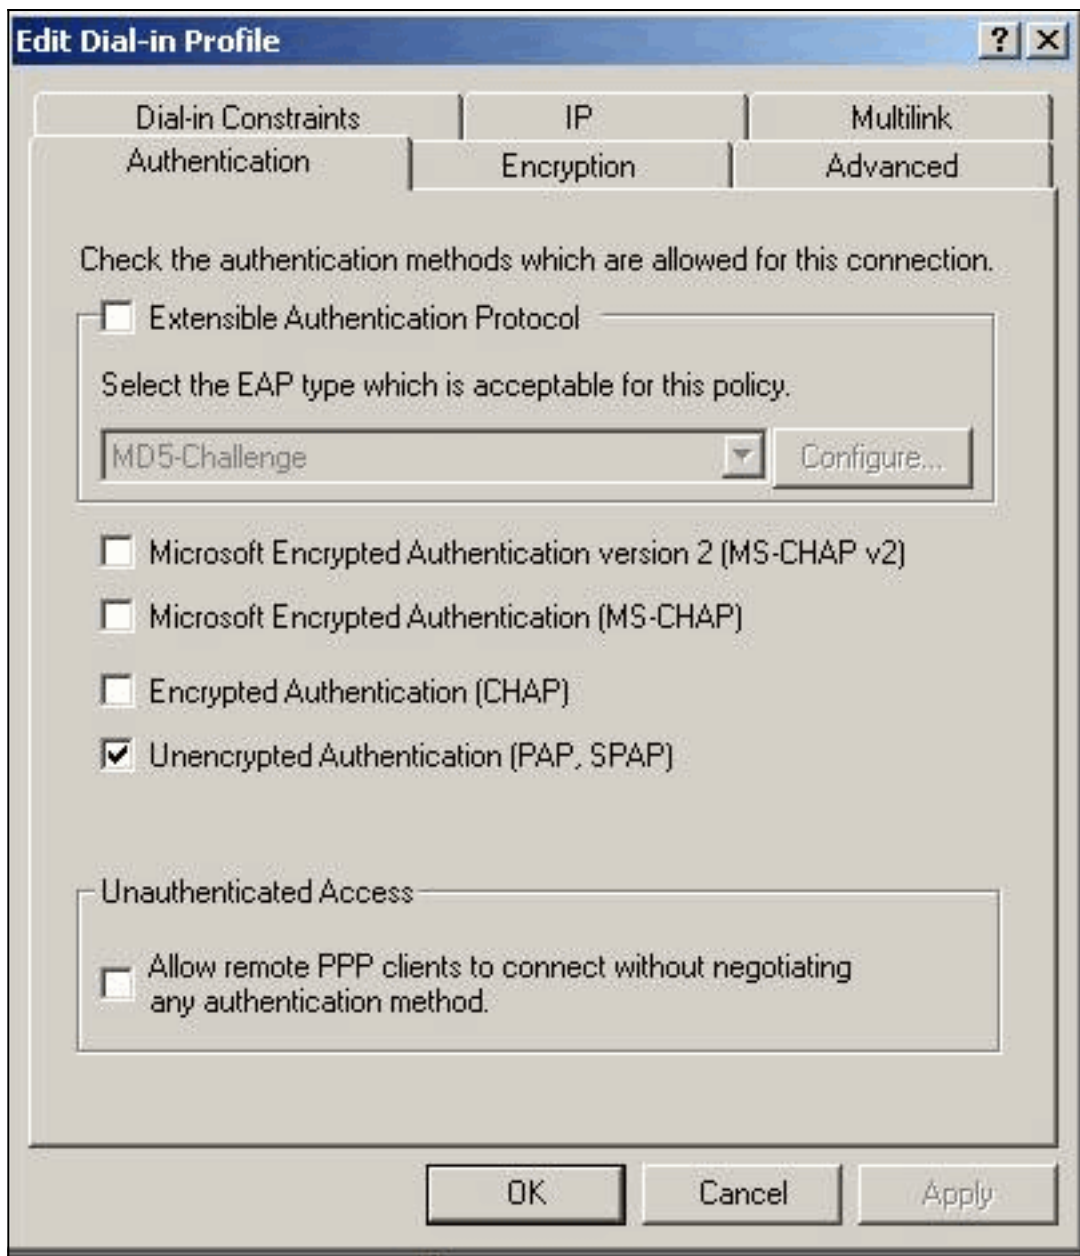 Edit Dial-in Profile
Dial-in Constraints
IP
Multilink
Authentication
Encryption
Advanced
Check the authentication methods which are allowed for this connection.
Extensible Authentication Protocol
Select the EAP type which is acceptable for this policy.
MD5-Challenge
Configure...
Microsoft Encrypted Authentication version 2 (MS-CHAP v2)
Microsoft Encrypted Authentication (MS-CHAP)
Encrypted Authentication (CHAP)
Unencrypted Authentication (PAP, SPAP)
Unauthenticated Access
Allow remote PPP clients to connect without negotiating
any authentication method.
OK
Cancel
Apply